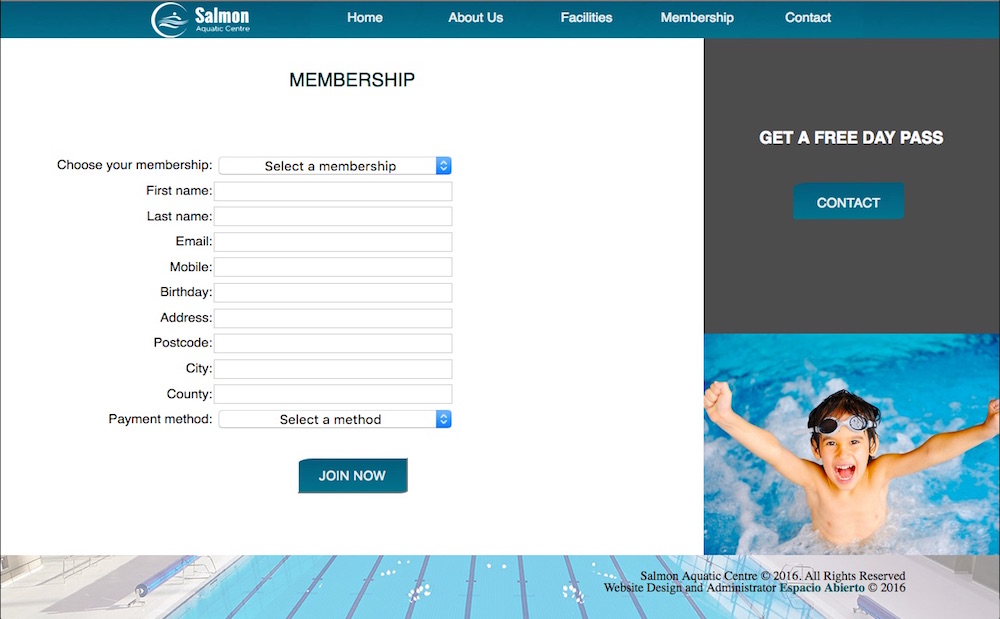 Salmon
Aquatic Centre
Home
About Us
Facilities
Membership
Contact
MEMBERSHIP
Choose your membership:
Select a membership
First name:
Last name:
Email:
Mobile:
Birthday:
Address:
Postcode:
City:
County:
Payment method:
Select a method
JOIN NOW
GET A FREE DAY PASS
CONTACT
Salmon Aquatic Centre © 2016. All Rights Reserved
Website Design and Administrator Espacio Abierto © 2016